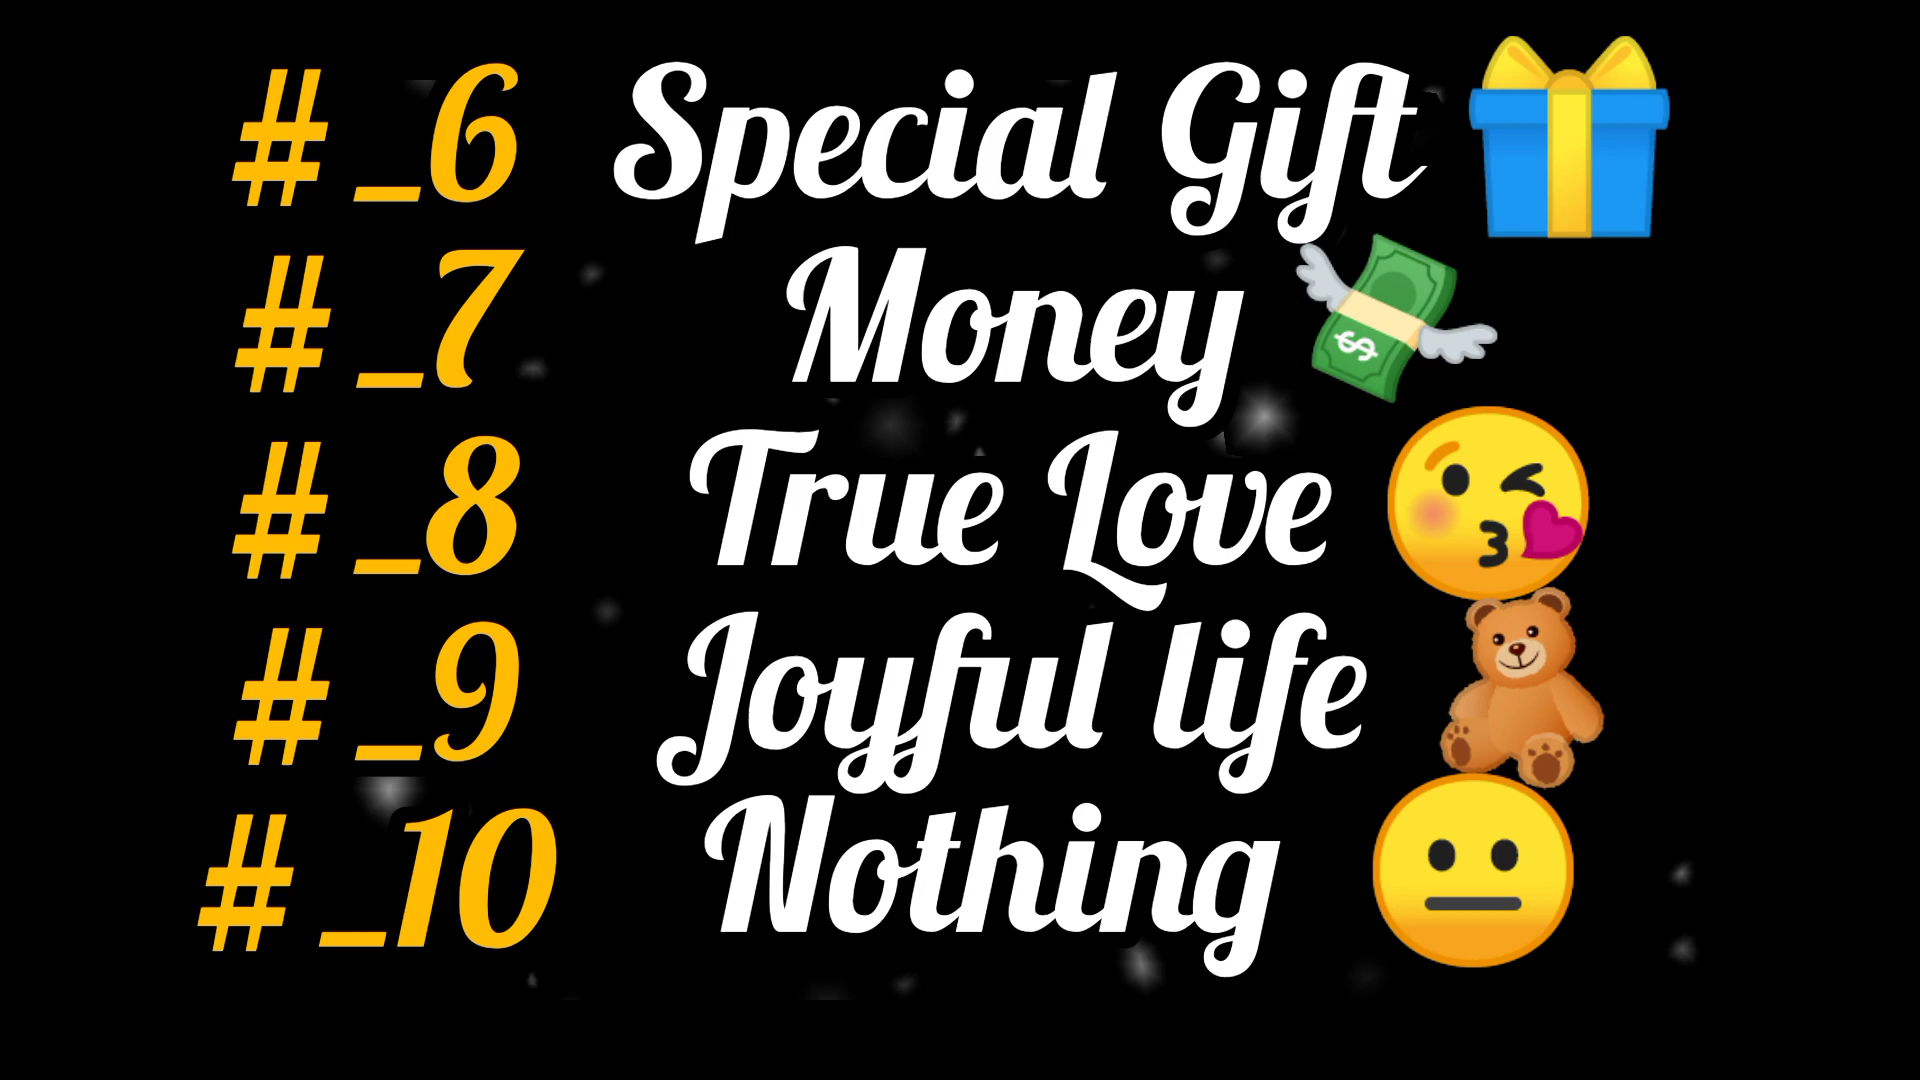 #_6 Special Gift 🎁
#_7 Money 💸
#_8 True Love 😘
#_9 Joyful life 🧸
#_10 Nothing 😐